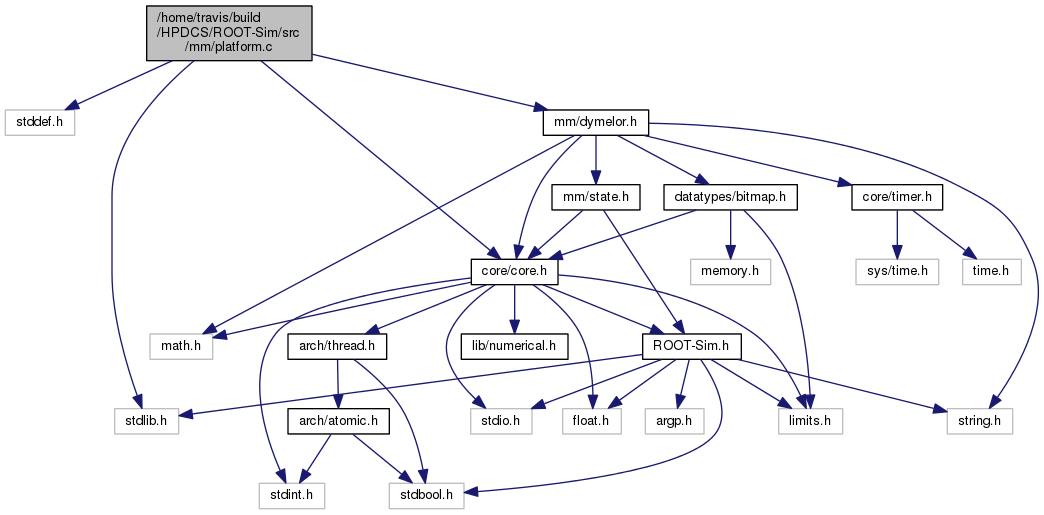 /home/travis/build
/HPDCS/ROOT-Sim/src
/mm/platform.c
stddef.h
mm/dymelor.h
mm/state.h
datatypes/bitmap.h
core/timer.h
core/core.h
memory.h
sys/time.h
time.h
math.h
arch/thread.h
lib/numerical.h
ROOT-Sim.h
stdlib.h
arch/atomic.h
stdio.h
float.h
argp.h
limits.h
string.h
stdint.h
stdbool.h